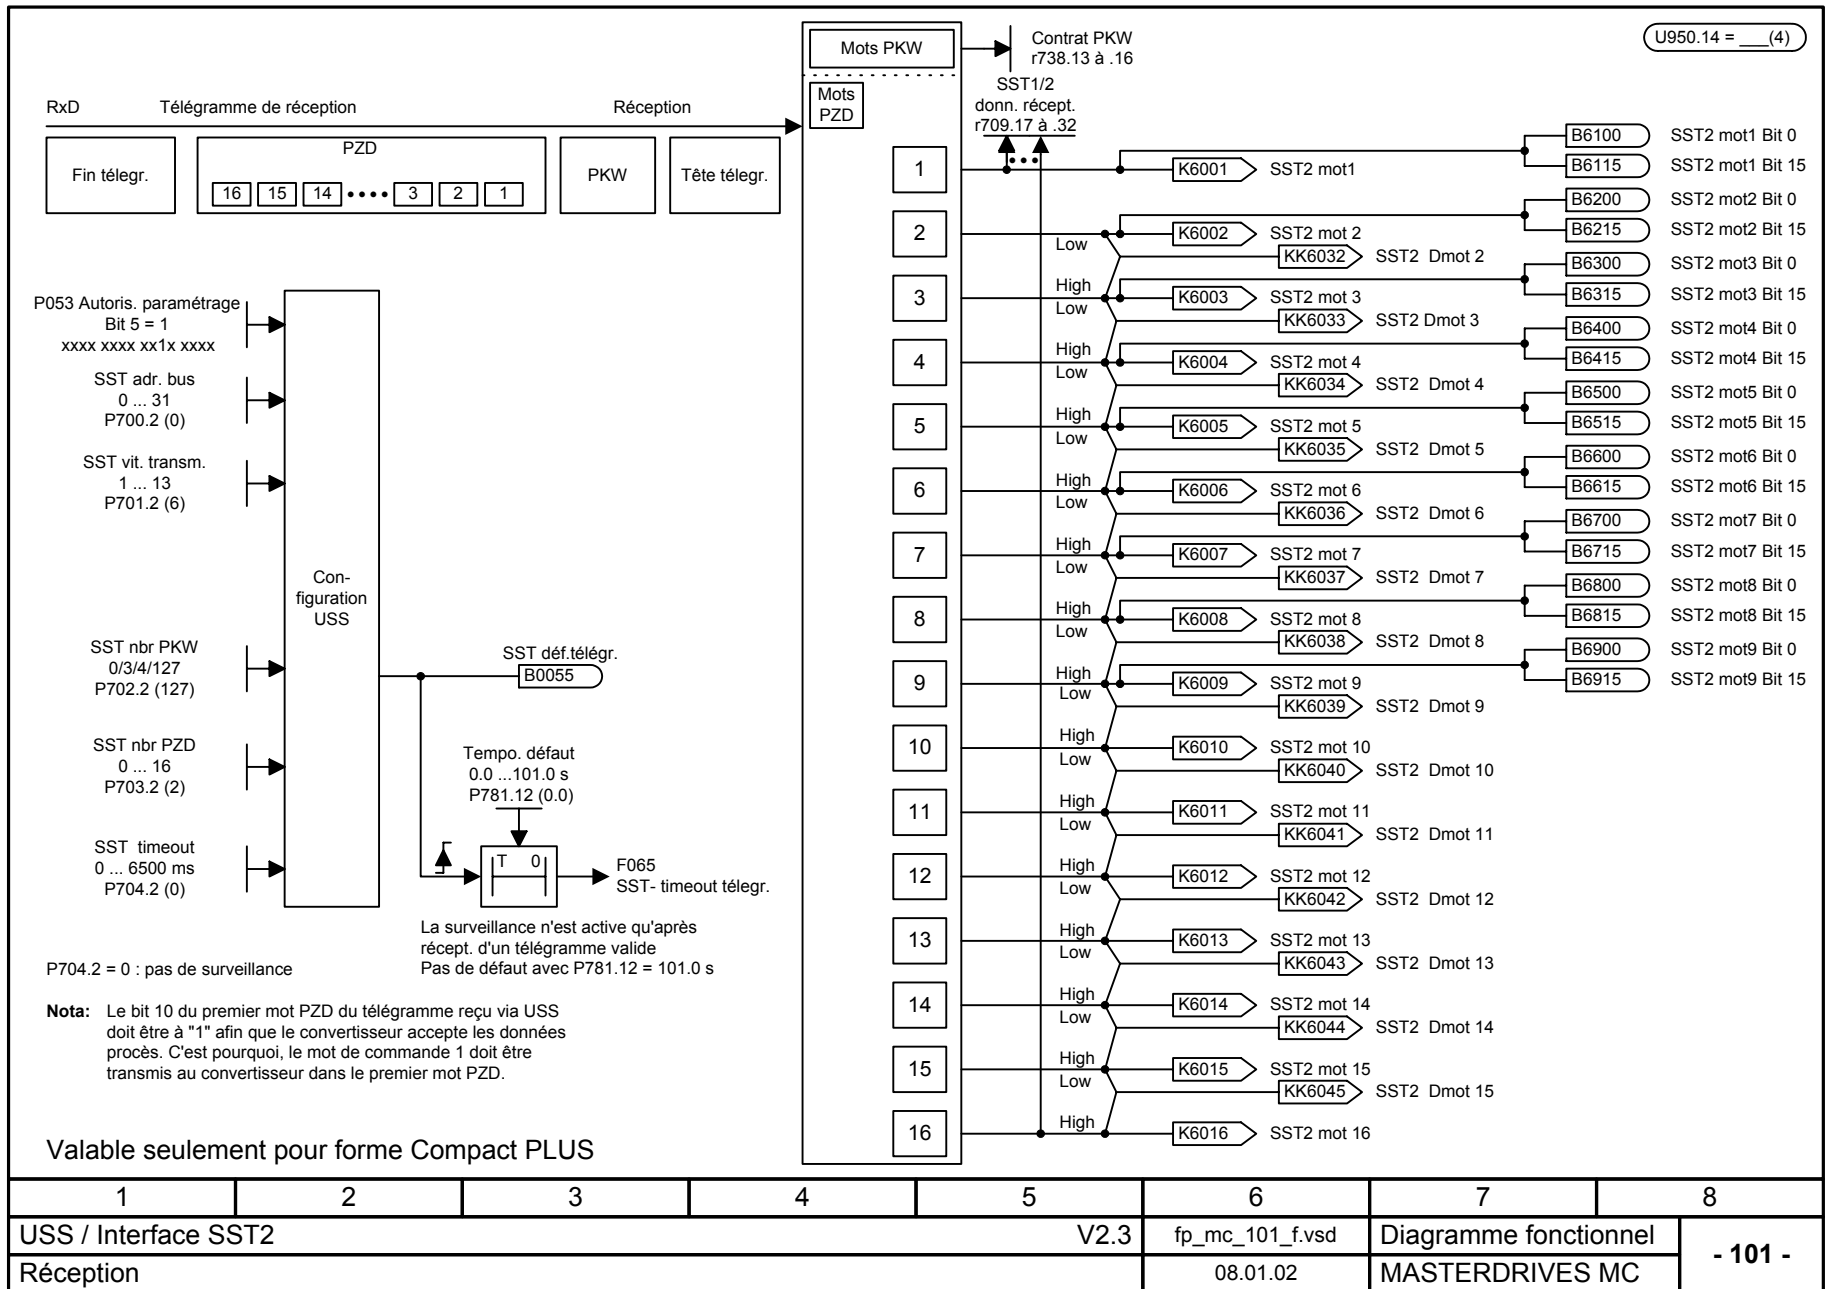 Mots PKW
Contrat PKW
r738.13 à .16
U950.14 = ___(4)
Mots
PZD
SST1/2
donn. récept.
r709.17 à .32
RxD
Télégramme de réception
Réception
Fin télegr.
PZD
16 15 14 3 2 1
PKW
Tête télegr.
1
K6001
SST2 mot1
B6100
SST2 mot1 Bit 0
B6115
SST2 mot1 Bit 15
2
Low
K6002
SST2 mot 2
KK6032
SST2 Dmot 2
B6200
SST2 mot2 Bit 0
B6215
SST2 mot2 Bit 15
3
High
Low
K6003
SST2 mot 3
KK6033
SST2 Dmot 3
B6300
SST2 mot3 Bit 0
B6315
SST2 mot3 Bit 15
4
High
Low
K6004
SST2 mot 4
KK6034
SST2 Dmot 4
B6400
SST2 mot4 Bit 0
B6415
SST2 mot4 Bit 15
5
High
Low
K6005
SST2 mot 5
KK6035
SST2 Dmot 5
B6500
SST2 mot5 Bit 0
B6515
SST2 mot5 Bit 15
6
High
Low
K6006
SST2 mot 6
KK6036
SST2 Dmot 6
B6600
SST2 mot6 Bit 0
B6615
SST2 mot6 Bit 15
7
High
Low
K6007
SST2 mot 7
KK6037
SST2 Dmot 7
B6700
SST2 mot7 Bit 0
B6715
SST2 mot7 Bit 15
8
High
Low
K6008
SST2 mot 8
KK6038
SST2 Dmot 8
B6800
SST2 mot8 Bit 0
B6815
SST2 mot8 Bit 15
9
High
Low
K6009
SST2 mot 9
KK6039
SST2 Dmot 9
B6900
SST2 mot9 Bit 0
B6915
SST2 mot9 Bit 15
10
High
Low
K6010
SST2 mot 10
KK6040
SST2 Dmot 10
11
High
Low
K6011
SST2 mot 11
KK6041
SST2 Dmot 11
12
High
Low
K6012
SST2 mot 12
KK6042
SST2 Dmot 12
13
High
Low
K6013
SST2 mot 13
KK6043
SST2 Dmot 13
14
High
Low
K6014
SST2 mot 14
KK6044
SST2 Dmot 14
15
High
Low
K6015
SST2 mot 15
KK6045
SST2 Dmot 15
16
High
K6016
SST2 mot 16
P053 Autoris. paramétrage
Bit 5 = 1
xxxx xxxx xx1x xxxx
SST adr. bus
0 ... 31
P700.2 (0)
SST vit. transm.
1 ... 13
P701.2 (6)
SST nbr PKW
0/3/4/127
P702.2 (127)
SST nbr PZD
0 ... 16
P703.2 (2)
SST timeout
0 ... 6500 ms
P704.2 (0)
Con-
figuration
USS
SST déf.télégr.
B0055
Tempo. défaut
0.0 ...101.0 s
P781.12 (0.0)
T 0
F065
SST- timeout télegr.
La surveillance n'est active qu'après
récept. d'un télégramme valide
Pas de défaut avec P781.12 = 101.0 s
P704.2 = 0 : pas de surveillance
Nota: Le bit 10 du premier mot PZD du télégramme reçu via USS
doit être à "1" afin que le convertisseur accepte les données
procès. C'est pourquoi, le mot de commande 1 doit être
transmis au convertisseur dans le premier mot PZD.
Valable seulement pour forme Compact PLUS
1 2 3 4 5 6 7 8
USS / Interface SST2 V2.3
fp_mc_101_f.vsd
Diagramme fonctionnel
- 101 -
Réception
08.01.02
MASTERDRIVES MC